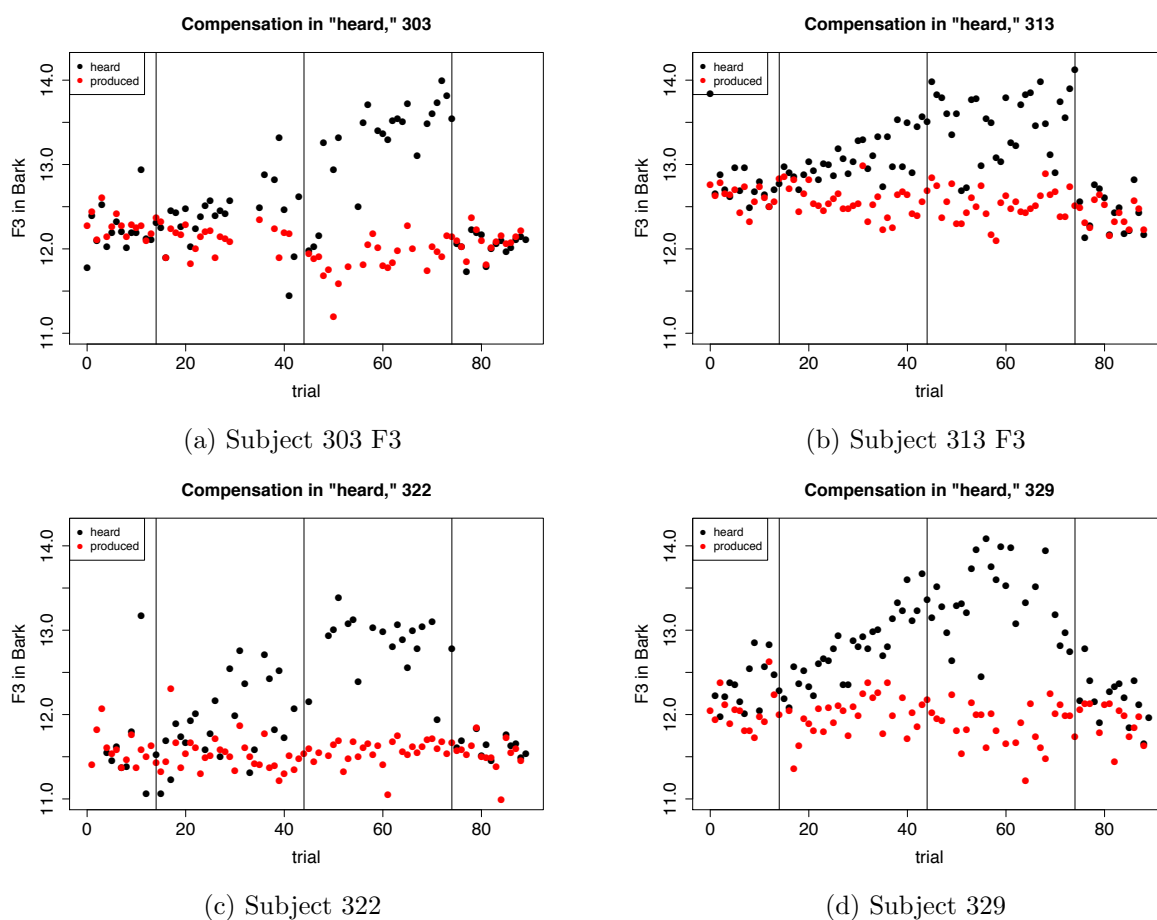 Compensation in "heard," 303
heard
produced
F3 in Bark
14.0
13.0
12.0
11.0
0 20 40 60 80
trial
(a) Subject 303 F3
Compensation in "heard," 313
heard
produced
F3 in Bark
14.0
13.0
12.0
11.0
0 20 40 60 80
trial
(b) Subject 313 F3
Compensation in "heard," 322
heard
produced
F3 in Bark
14.0
13.0
12.0
11.0
0 20 40 60 80
trial
(c) Subject 322
Compensation in "heard," 329
heard
produced
F3 in Bark
14.0
13.0
12.0
11.0
0 20 40 60 80
trial
(d) Subject 329